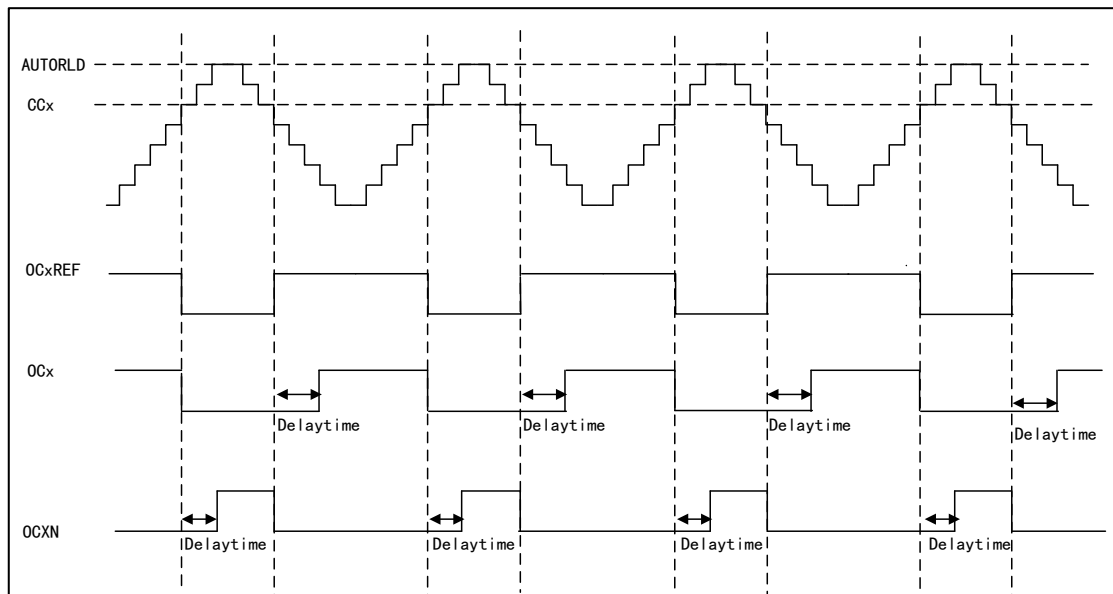 AUTORLD
CCx
OCxREF
OCx
Delaytime
Delaytime
Delaytime
Delaytime
OCXN
Delaytime
Delaytime
Delaytime
Delaytime